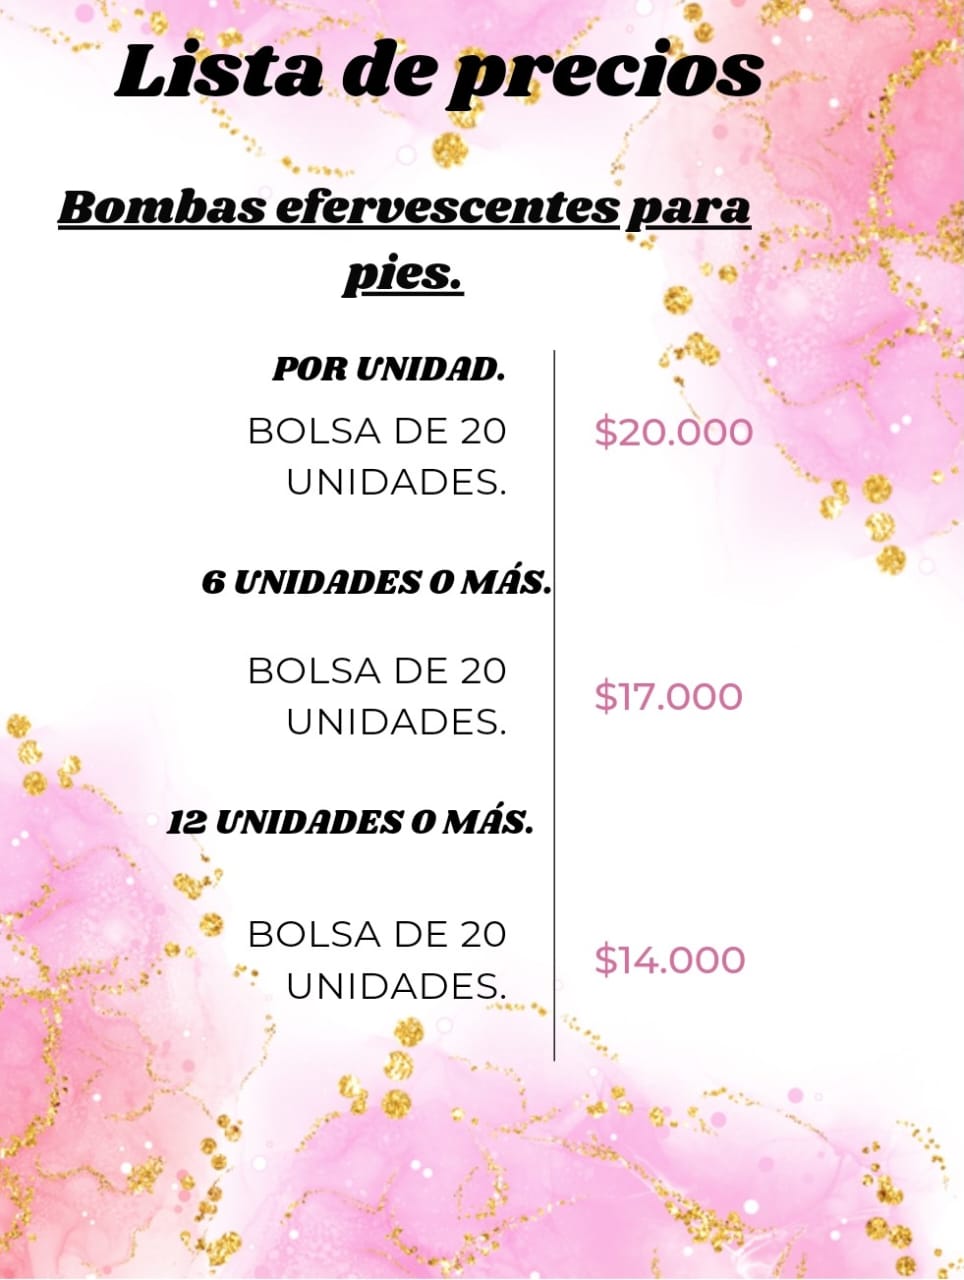 Lista de precios
Bombas efervescentes para
pies.
POR UNIDAD.
BOLSA DE 20
UNIDADES.
$20.000
6 UNIDADES O MÁS.
BOLSA DE 20
UNIDADES.
$17.000
12 UNIDADES O MÁS.
BOLSA DE 20
UNIDADES.
$14.000